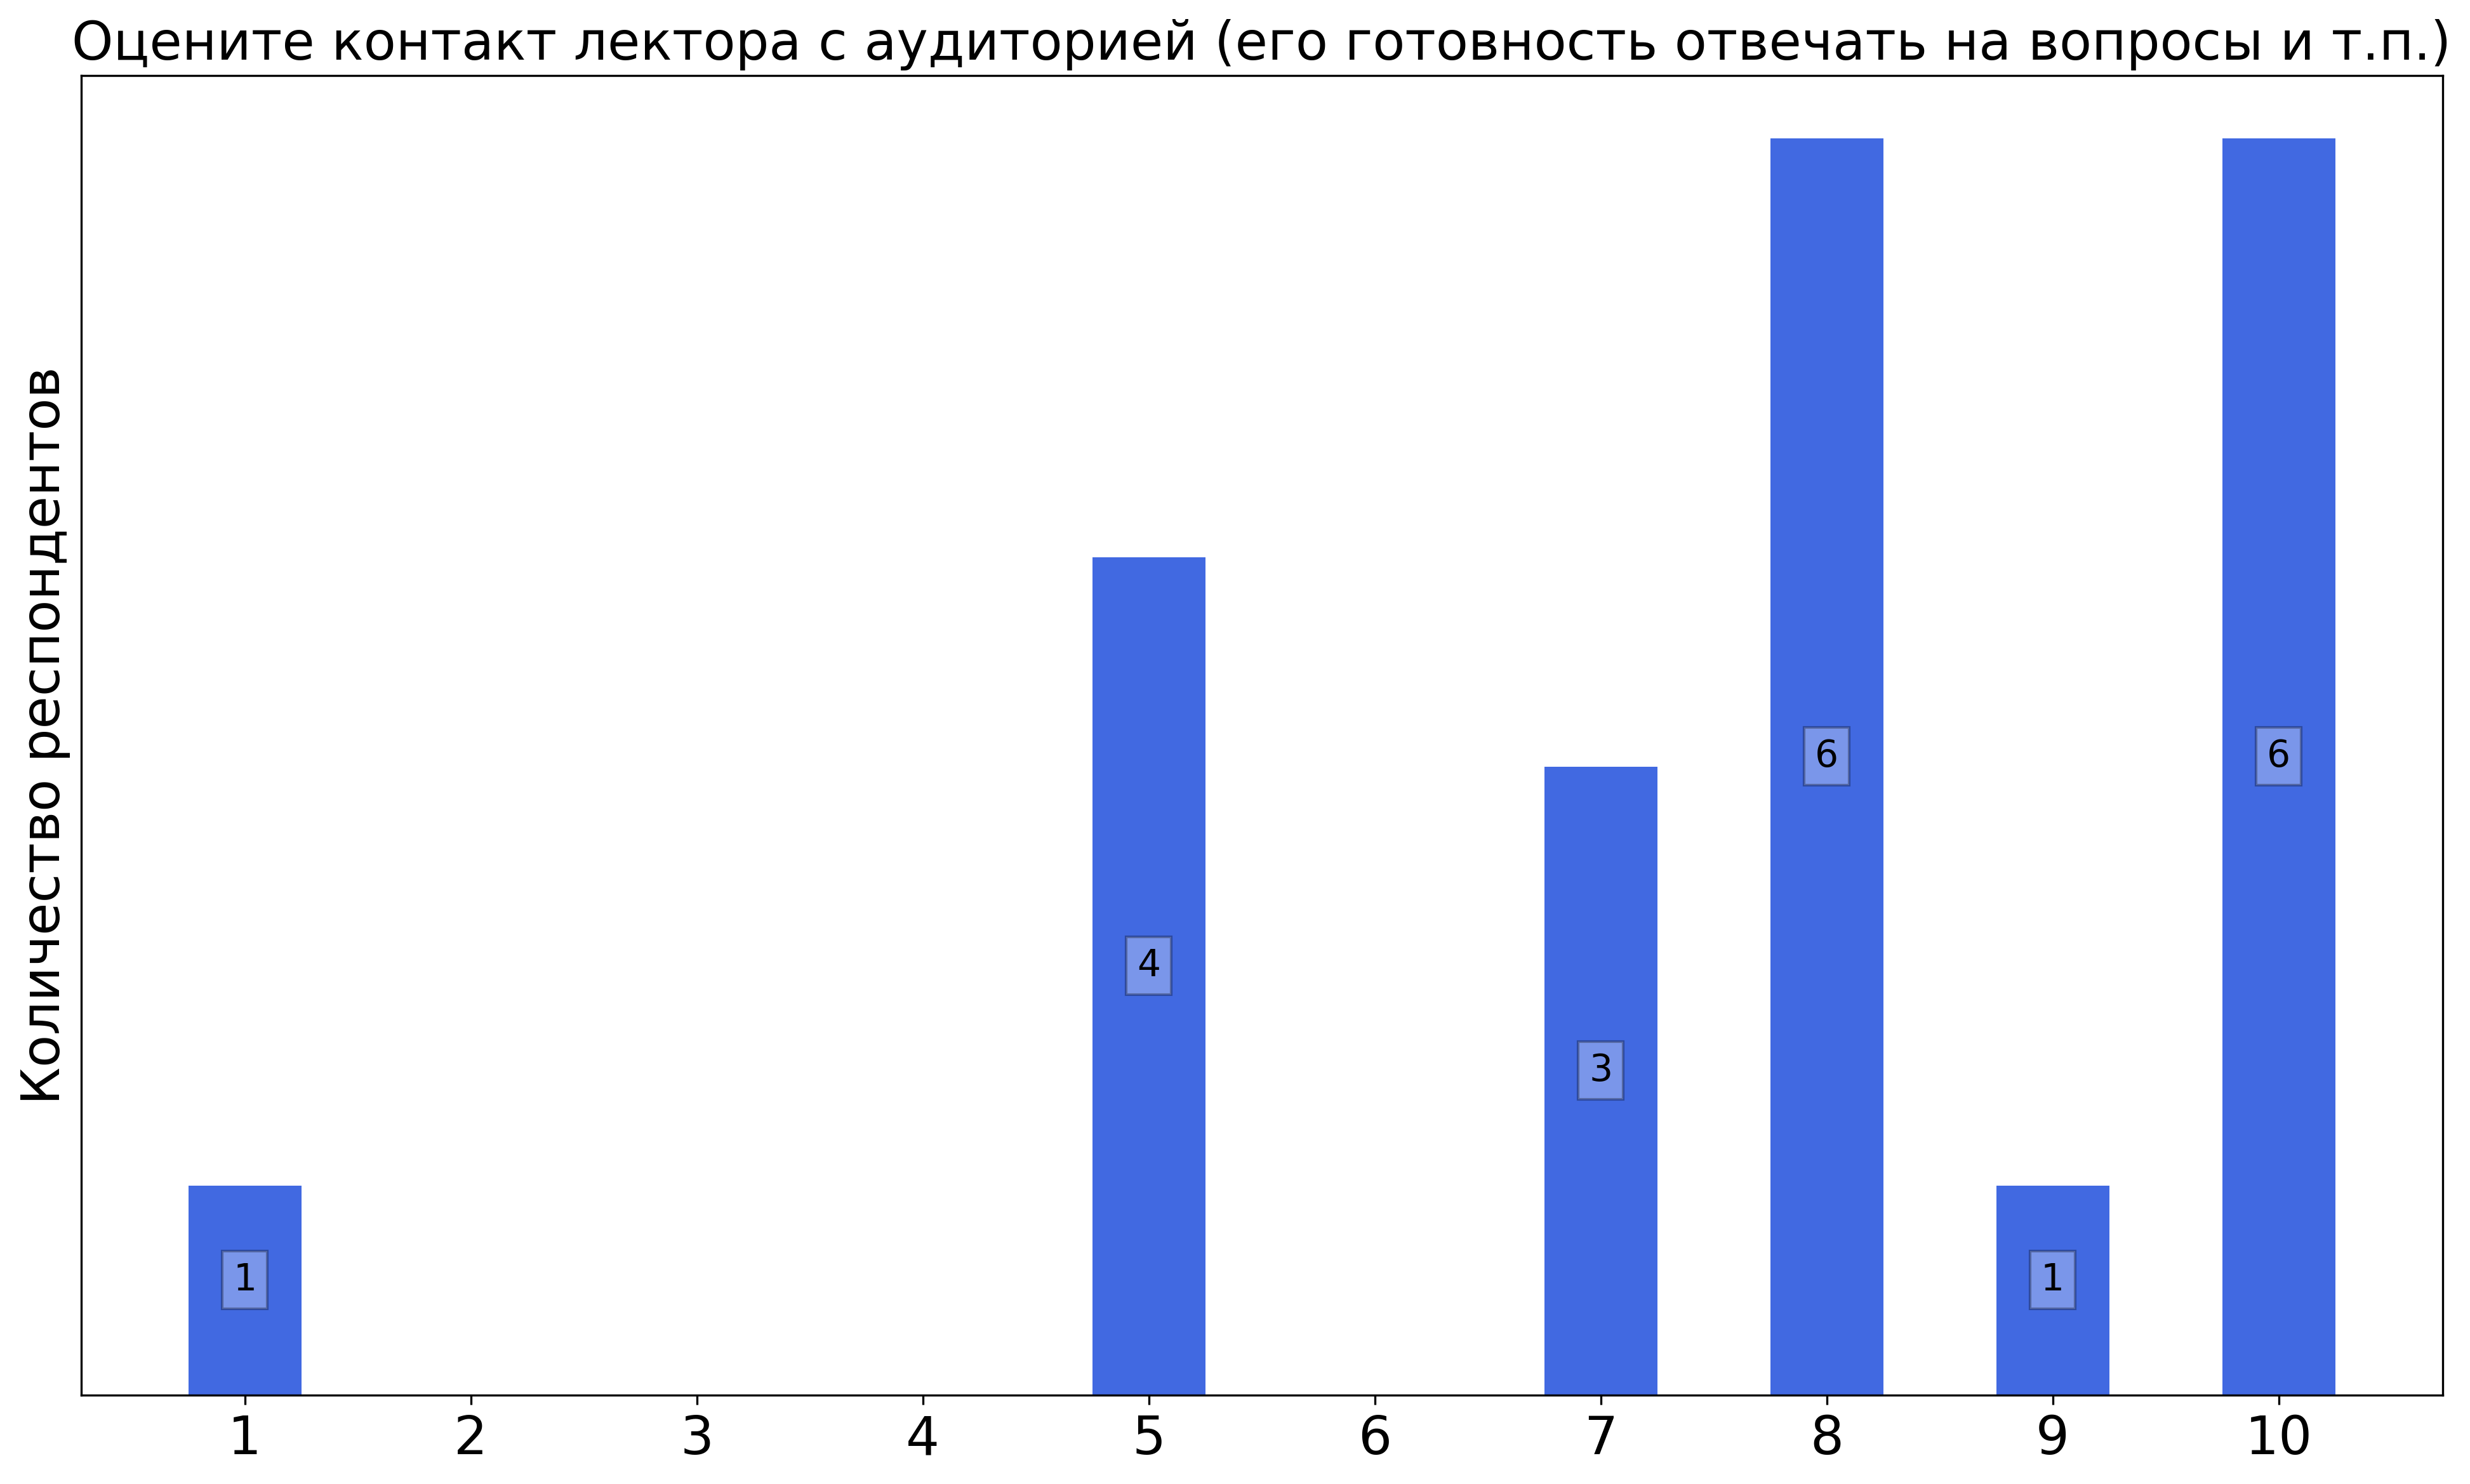 Оцените контакт лектора с аудиторией (его готовность отвечать на вопросы и т.п.)
Количество респондентов
1
4
3
6
1
6
1 2 3 4 5 6 7 8 9 10